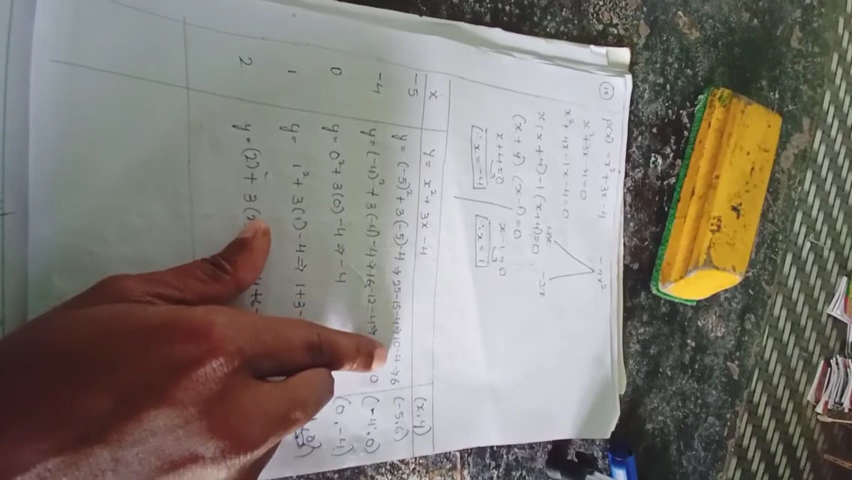 p(x) = x² + 3x - 4
x² + 3x - 4 = 0
-4x²
x² + 4x - 1x - 4 = 0
4x
x(x + 4) - 1(x + 4) = 0
(x + 4) (x - 1) = 0
x + 4 = 0 x - 1 = 0
∴ x = -4 ∴ x = 1
x y = x² + 3x - 4 (x, y)
-5 y = (-5)² + 3(-5) - 4 ⇒ 25 - 15 - 4 ⇒ 10 - 4 ⇒ 6 (-5, 6)
-4 y = (-4)² + 3(-4) - 4 ⇒ 16 - 12 - 4 ⇒ 0 (-4, 0)
0 y = 0² + 3(0) - 4 ⇒ -4 (0, -4)
1 y = 1² + 3(1) - 4 ⇒ 1 + 3 -
2 y = (2)² + 3(